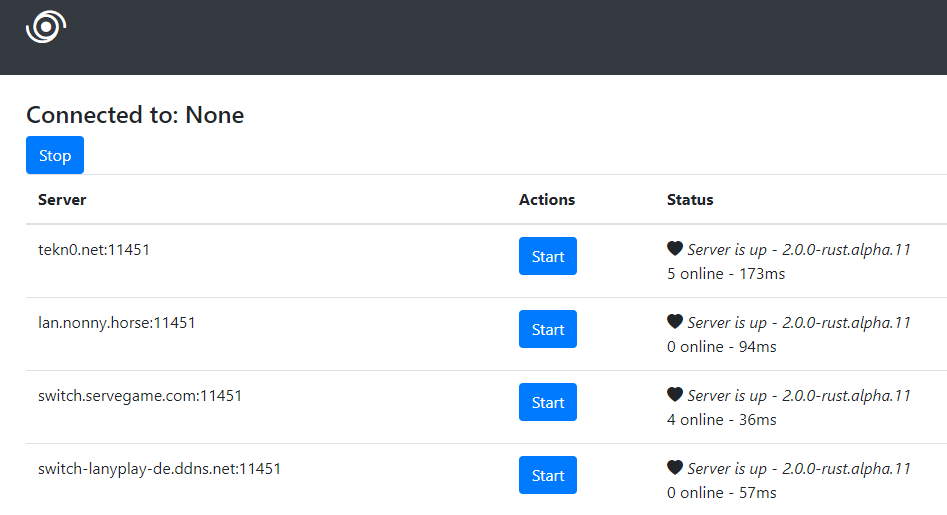 Connected to: None
Stop
Server Actions Status
tekn0.net:11451 Start Server is up - 2.0.0-rust.alpha.11
5 online - 173ms
lan.nonny.horse:11451 Start Server is up - 2.0.0-rust.alpha.11
0 online - 94ms
switch.servegame.com:11451 Start Server is up - 2.0.0-rust.alpha.11
4 online - 36ms
switch-lanyplay-de.ddns.net:11451 Start Server is up - 2.0.0-rust.alpha.11
0 online - 57ms